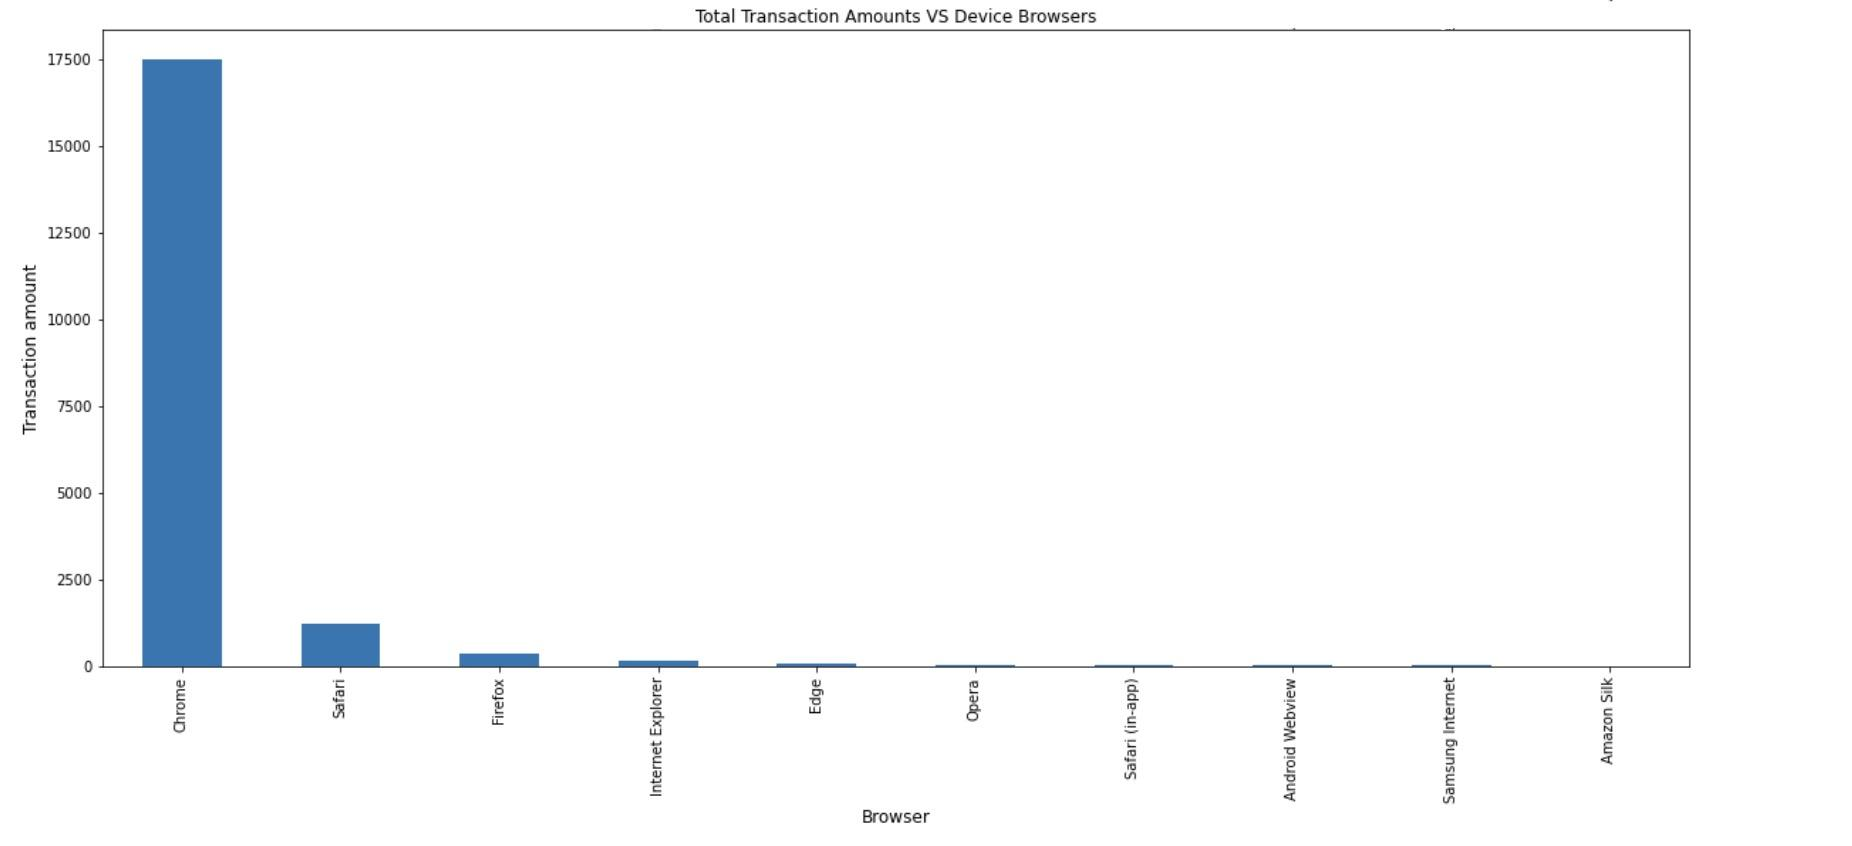 Total Transaction Amounts VS Device Browsers
17500
15000
12500
10000
7500
5000
2500
0
Transaction amount
Chrome
Safari
Firefox
Internet Explorer
Edge
Opera
Safari (in-app)
Android Webview
Samsung Internet
Amazon Silk
Browser